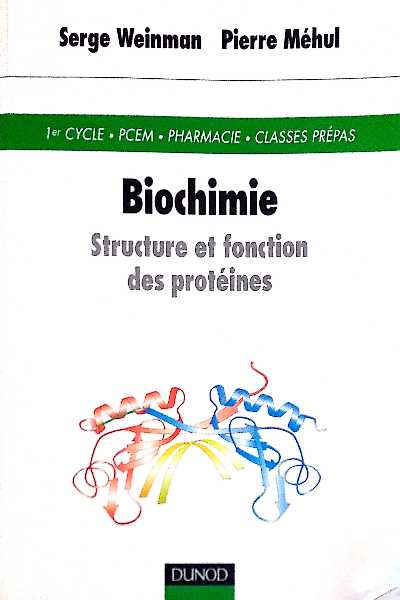 Serge Weinman Pierre Méhul
1er CYCLE • PCEM • PHARMACIE • CLASSES PRÉPAS
Biochimie
Structure et fonction
des protéines
DUNOD